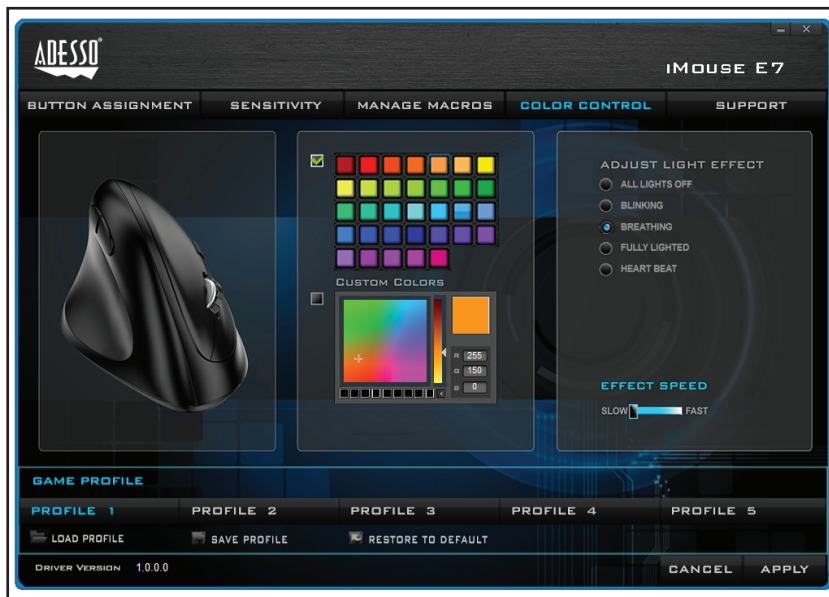 ADESSO®
iMouse E7
BUTTON ASSIGNMENT SENSITIVITY MANAGE MACROS COLOR CONTROL SUPPORT
CUSTOM COLORS
R 255
G 150
B 0
ADJUST LIGHT EFFECT
ALL LIGHTS OFF
BLINKING
BREATHING
FULLY LIGHTED
HEART BEAT
EFFECT SPEED
SLOW FAST
GAME PROFILE
PROFILE 1 PROFILE 2 PROFILE 3 PROFILE 4 PROFILE 5
LOAD PROFILE SAVE PROFILE RESTORE TO DEFAULT
DRIVER VERSION 1.0.0.0
CANCEL APPLY